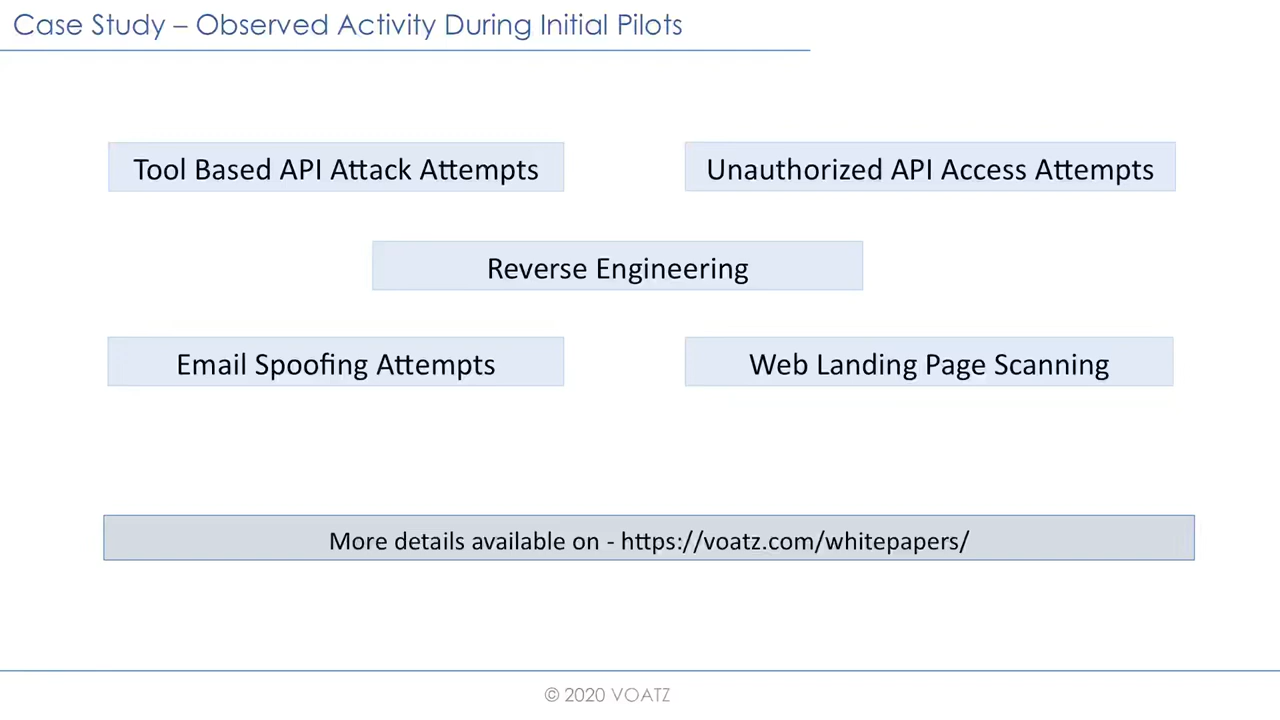 Case Study – Observed Activity During Initial Pilots
Tool Based API Attack Attempts
Unauthorized API Access Attempts
Reverse Engineering
Email Spoofing Attempts
Web Landing Page Scanning
More details available on - https://voatz.com/whitepapers/
© 2020 VOATZ